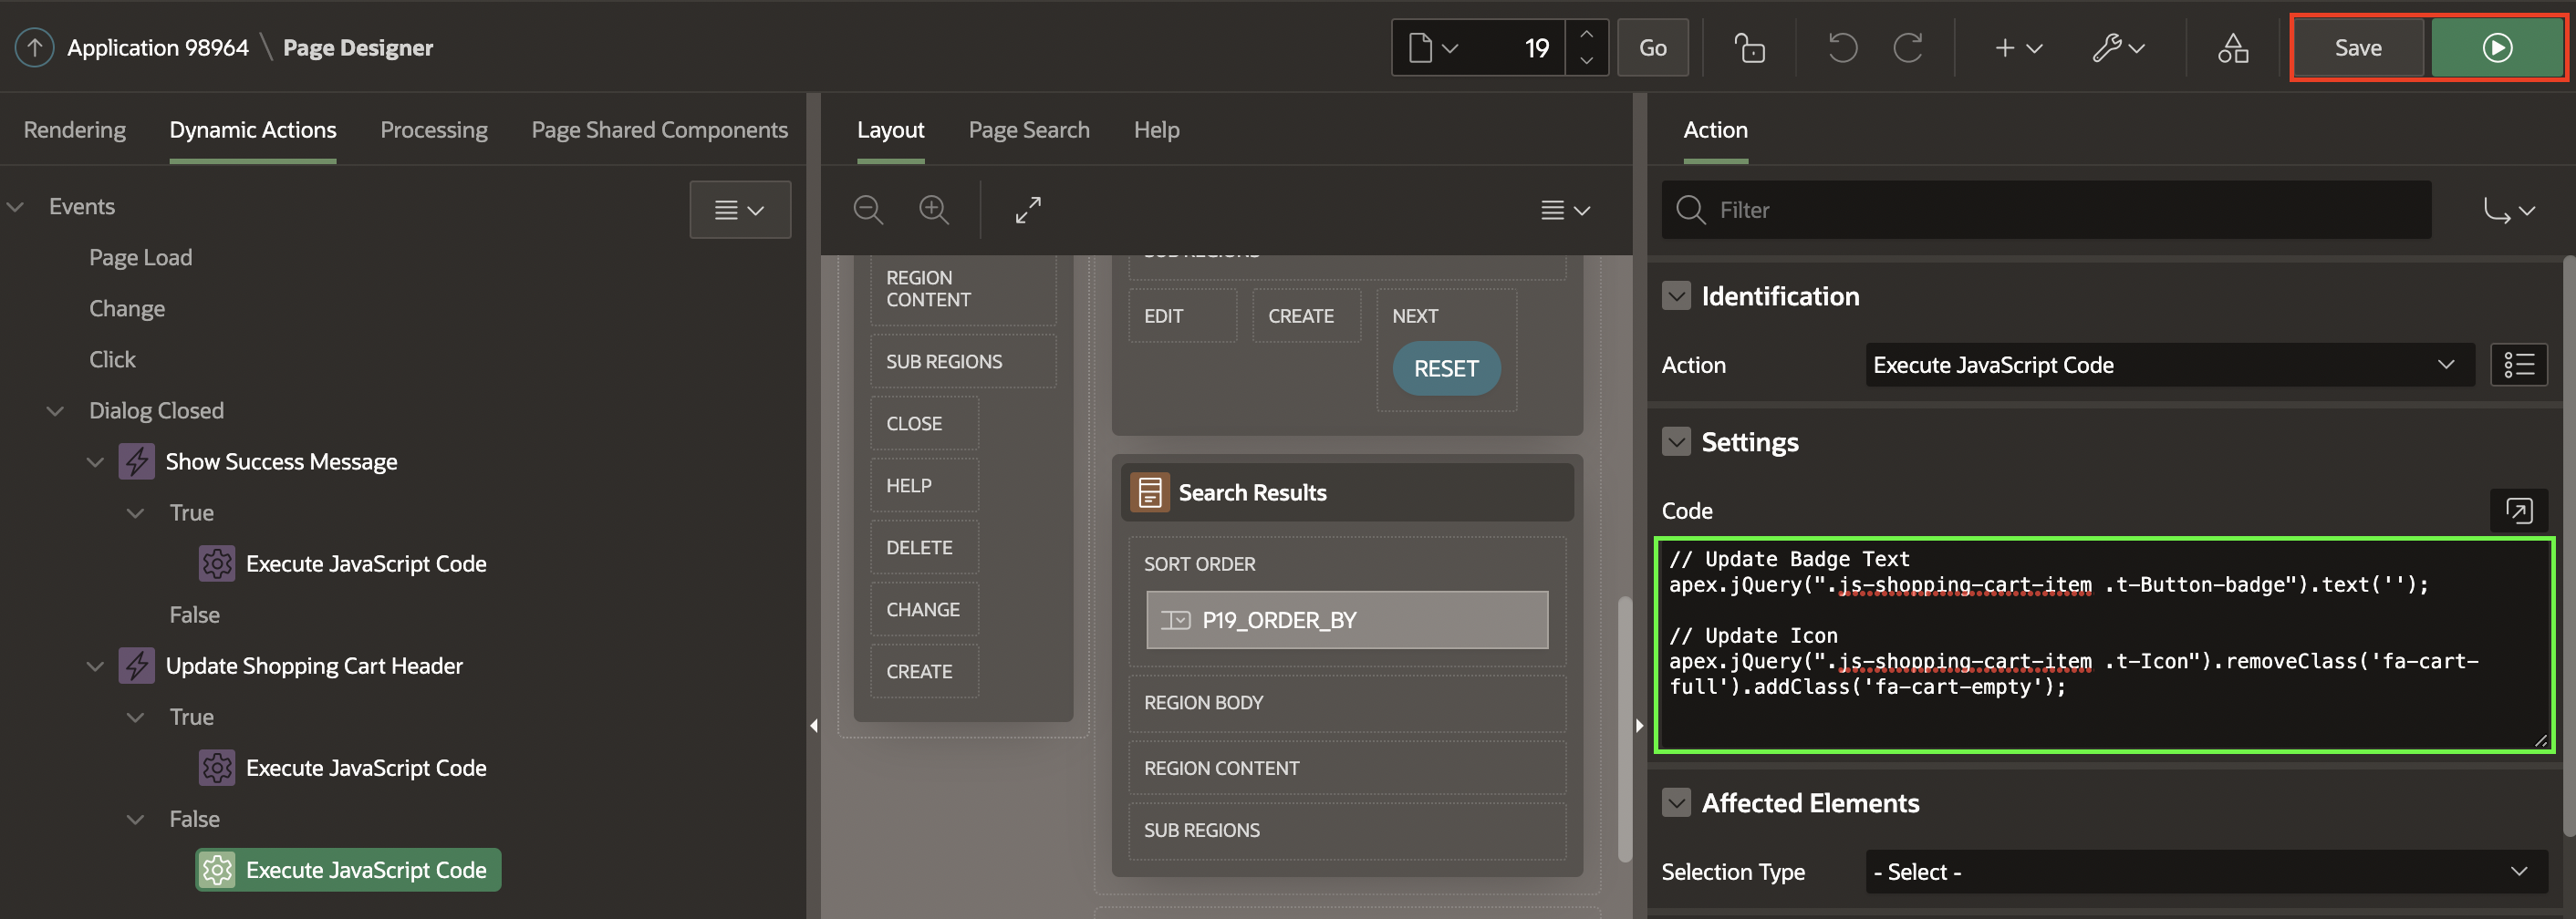 Application 98964 \ Page Designer
19
Go
Save
Rendering
Dynamic Actions
Processing
Page Shared Components
Layout
Page Search
Help
Action
Events
Page Load
Change
Click
Dialog Closed
Show Success Message
True
Execute JavaScript Code
False
Update Shopping Cart Header
True
Execute JavaScript Code
False
Execute JavaScript Code
REGION
CONTENT
SUB REGIONS
CLOSE
HELP
DELETE
CHANGE
CREATE
SUB REGIONS
EDIT
CREATE
NEXT
RESET
Search Results
SORT ORDER
P19_ORDER_BY
REGION BODY
REGION CONTENT
SUB REGIONS
Filter
Identification
Action
Execute JavaScript Code
Settings
Code
// Update Badge Text
apex.jQuery(".js-shopping-cart-item .t-Button-badge").text('');
// Update Icon
apex.jQuery(".js-shopping-cart-item .t-Icon").removeClass('fa-cart-
full').addClass('fa-cart-empty');
Affected Elements
Selection Type
- Select -